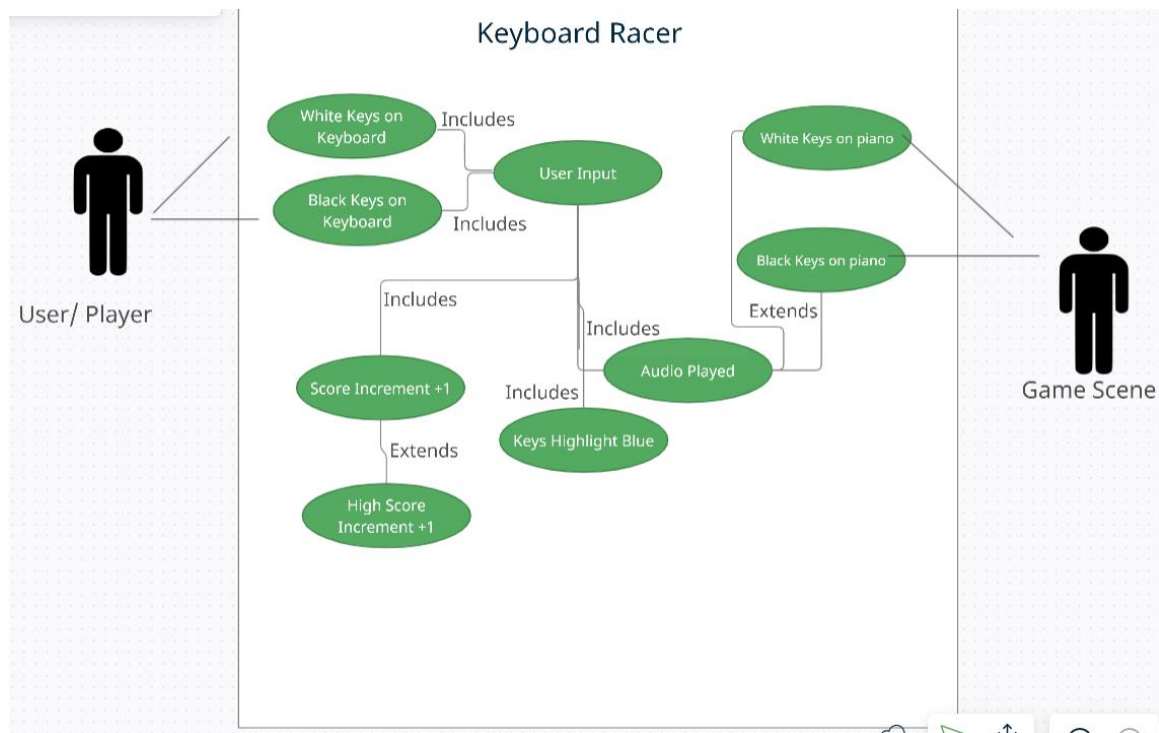 Keyboard Racer
White Keys on
Keyboard
Includes
User Input
Black Keys on
Keyboard
Includes
White Keys on piano
Black Keys on piano
User/ Player
Includes
Includes
Extends
Score Increment +1
Audio Played
Game Scene
Includes
Keys Highlight Blue
Extends
High Score
Increment +1